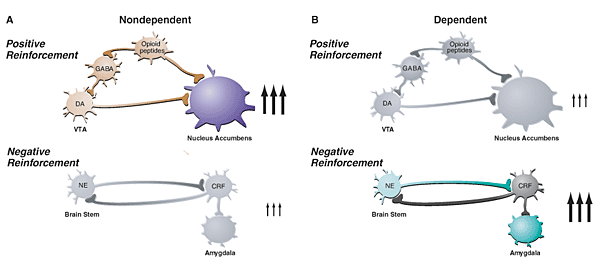 A
Nondependent
Positive
Reinforcement
Opioid
peptides
GABA
DA
VTA
Nucleus Accumbens
Negative
Reinforcement
NE
CRF
Brain Stem
Amygdala
B
Dependent
Positive
Reinforcement
Opioid
peptides
GABA
DA
VTA
Nucleus Accumbens
Negative
Reinforcement
NE
CRF
Brain Stem
Amygdala